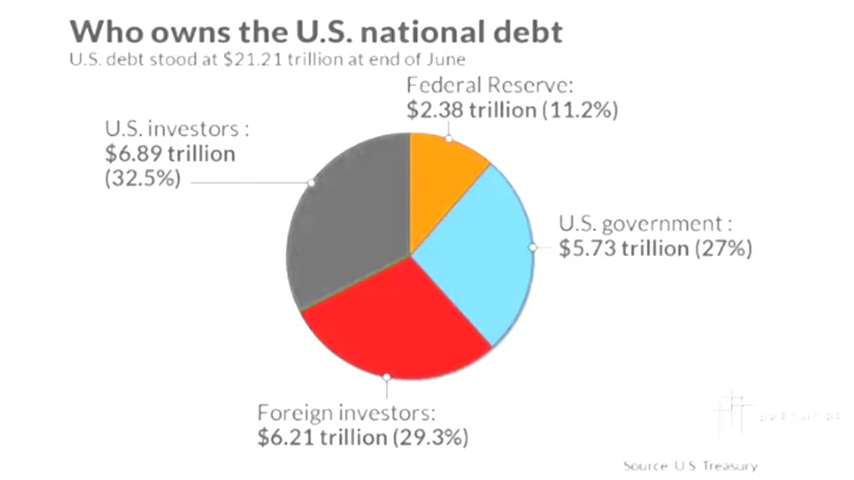 Who owns the U.S. national debt
U.S. debt stood at $21.21 trillion at end of June
Federal Reserve:
$2.38 trillion (11.2%)
U.S. investors :
$6.89 trillion
(32.5%)
U.S. government :
$5.73 trillion (27%)
Foreign investors:
$6.21 trillion (29.3%)
Source U S Treasury